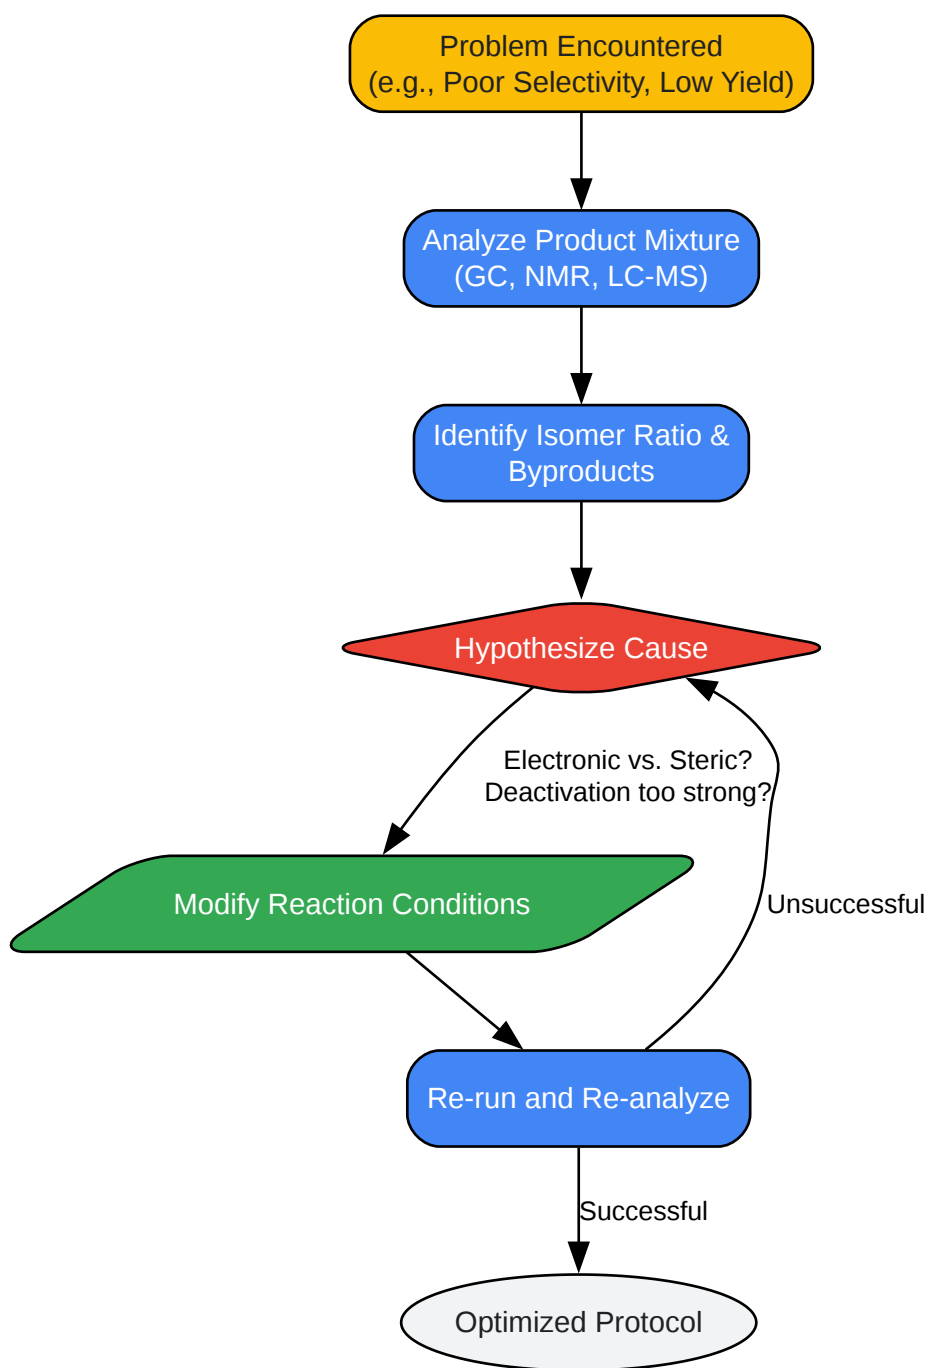 Problem Encountered
(e.g., Poor Selectivity, Low Yield)
Analyze Product Mixture
(GC, NMR, LC-MS)
Identify Isomer Ratio &
Byproducts
Hypothesize Cause
Electronic vs. Steric?
Deactivation too strong?
Modify Reaction Conditions
Unsuccessful
Re-run and Re-analyze
Successful
Optimized Protocol